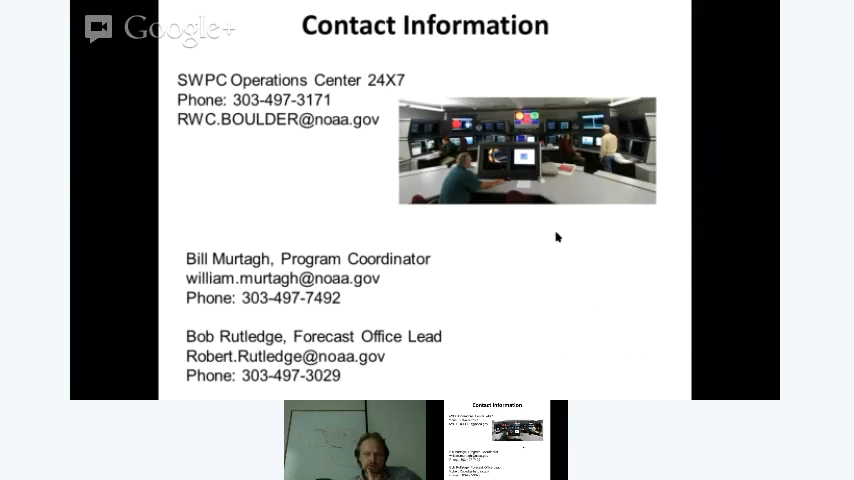 Google+
Contact Information
SWPC Operations Center 24X7
Phone: 303-497-3171
RWC.BOULDER@noaa.gov
Bill Murtagh, Program Coordinator
william.murtagh@noaa.gov
Phone: 303-497-7492
Bob Rutledge, Forecast Office Lead
Robert.Rutledge@noaa.gov
Phone: 303-497-3029
Contact Information